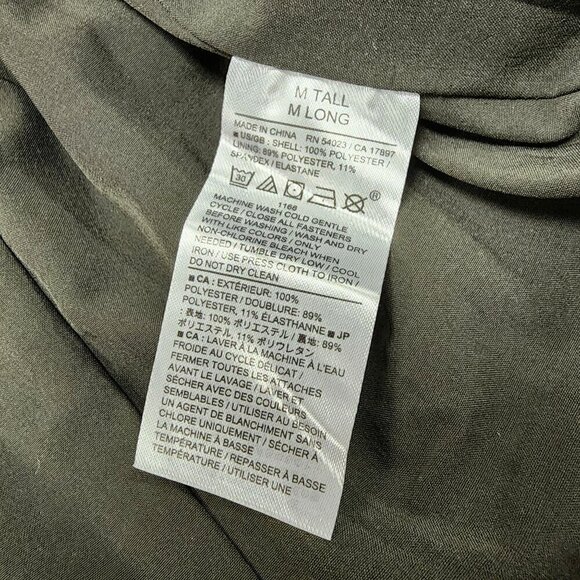 M TALL
M LONG
MADE IN CHINA RN 54023 / CA 17897
■ US/GB : SHELL: 100% POLYESTER /
LINING: 89% POLYESTER, 11%
SPANDEX / ELASTANE
30 ®
1166
MACHINE WASH COLD GENTLE
CYCLE / CLOSE ALL FASTENERS
BEFORE WASHING / WASH AND DRY
WITH LIKE COLORS / ONLY
NON-CHLORINE BLEACH WHEN
NEEDED / TUMBLE DRY LOW / COOL
IRON / USE PRESS CLOTH TO IRON /
DO NOT DRY CLEAN
■ CA : EXTÉRIEUR: 100%
POLYESTER / DOUBLURE: 89%
POLYESTER, 11% ÉLASTHANNE ■ JP
: 表地: 100% ポリエステル / 裏地: 89%
ポリエステル, 11% ポリウレタン
■ CA : LAVER À LA MACHINE À L'EAU
FROIDE AU CYCLE DÉLICAT /
FERMER TOUTES LES ATTACHES
AVANT LE LAVAGE / LAVER ET
SÉCHER AVEC DES COULEURS
SEMBLABLES / UTILISER AU BESOIN
UN AGENT DE BLANCHIMENT SANS
CHLORE UNIQUEMENT / SÉCHER À
LA MACHINE À BASSE
TEMPÉRATURE / REPASSER À BASSE
TEMPÉRATURE / UTILISER UNE